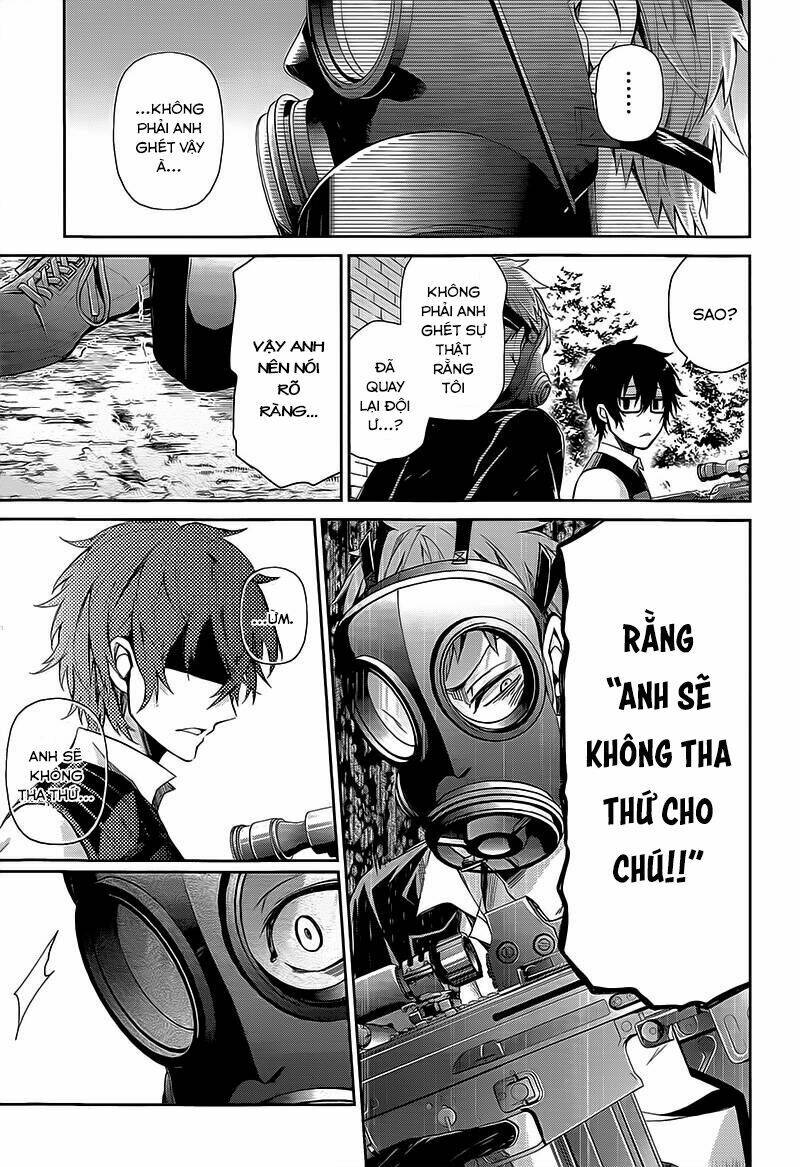 ......
...KHÔNG
PHẢI ANH
GHÉT VẬY
À...
SAO?
KHÔNG
PHẢI ANH
GHÉT SỰ
THẬT
RẰNG
TÔI
ĐÃ
QUAY
LẠI ĐỘI
Ư...?
VẬY ANH
NÊN NÓI
RÕ
RÀNG...
RẰNG
“ANH SẼ
KHÔNG THA
THỨ CHO
CHÚ!!”
...ỪM.
ANH SẼ
KHÔNG
THA THỨ...